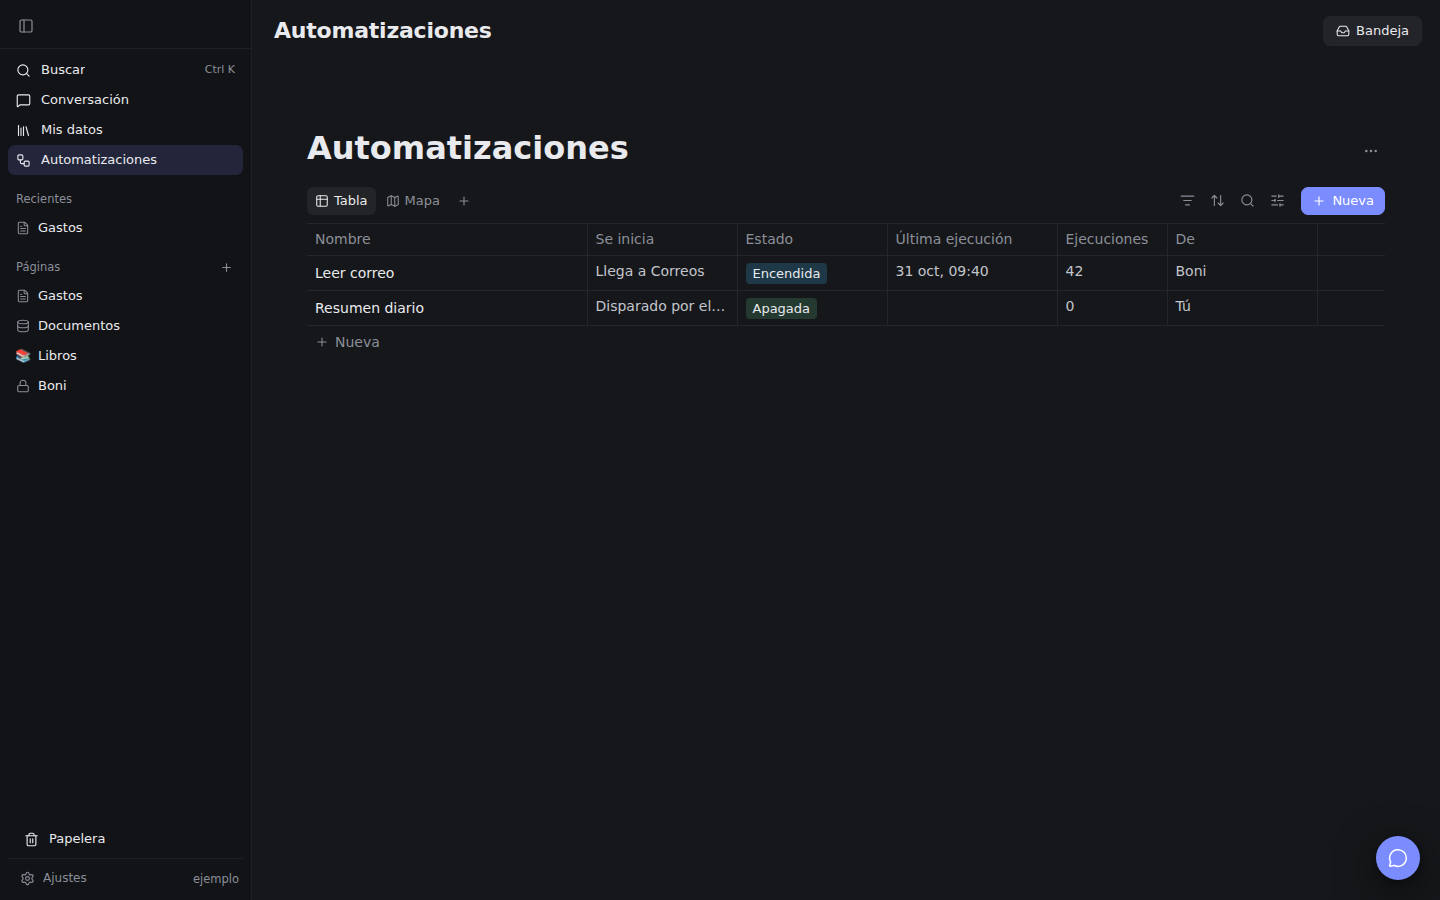 Automatizaciones
Bandeja
Buscar Ctrl K
Conversación
Mis datos
Automatizaciones
Recientes
Gastos
Páginas
Gastos
Documentos
Libros
Boni
Papelera
Ajustes ejemplo
Automatizaciones
Tabla Mapa Nueva
Nombre Se inicia Estado Última ejecución Ejecuciones De
Leer correo Llega a Correos Encendida 31 oct, 09:40 42 Boni
Resumen diario Disparado por el... Apagada 0 Tú
Nueva